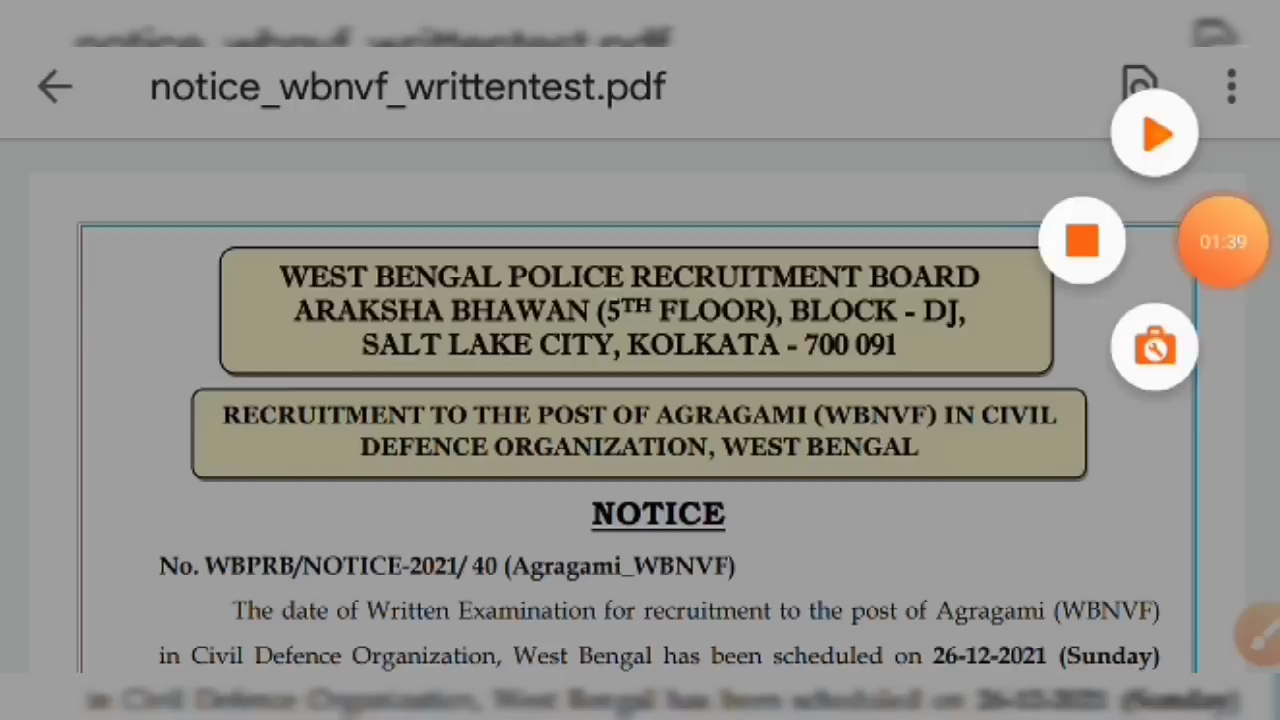 notice_wbnvf_writtentest.pdf
01:39
WEST BENGAL POLICE RECRUITMENT BOARD
ARAKSHA BHAWAN (5TH FLOOR), BLOCK - DJ,
SALT LAKE CITY, KOLKATA - 700 091
RECRUITMENT TO THE POST OF AGRAGAMI (WBNVF) IN CIVIL
DEFENCE ORGANIZATION, WEST BENGAL
NOTICE
No. WBPRB/NOTICE-2021/ 40 (Agragami_WBNVF)
The date of Written Examination for recruitment to the post of Agragami (WBNVF)
in Civil Defence Organization, West Bengal has been scheduled on 26-12-2021 (Sunday)